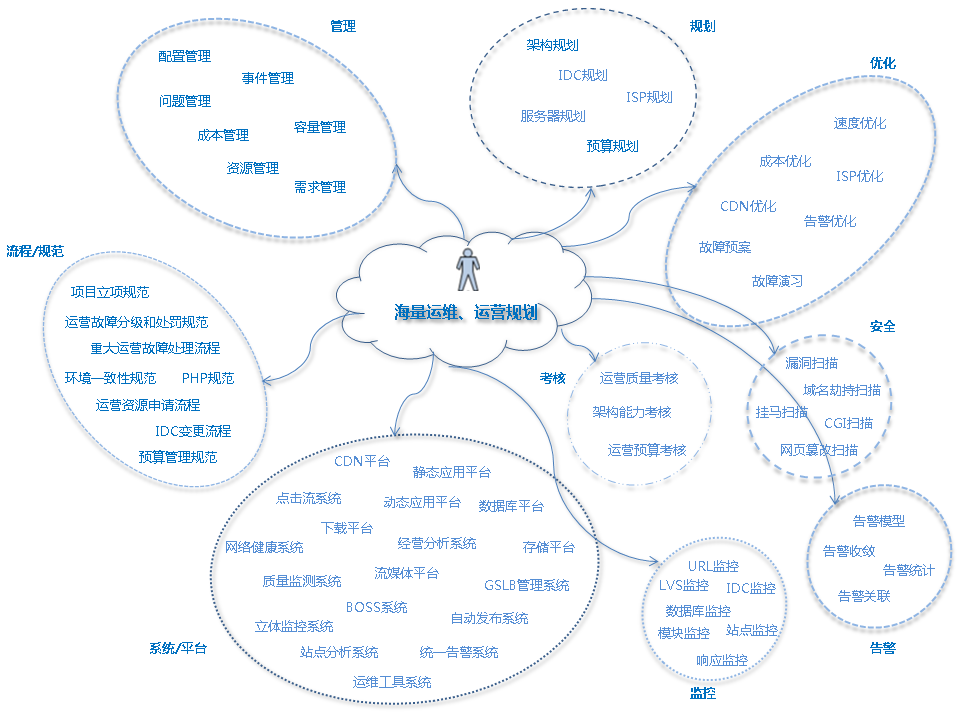 管理
配置管理
事件管理
问题管理
成本管理
容量管理
资源管理
需求管理
规划
架构规划
IDC规划
ISP规划
服务器规划
预算规划
优化
速度优化
成本优化
ISP优化
CDN优化
告警优化
故障预案
故障演习
海量运维、运营规划
流程/规范
项目立项规范
运营故障分级和处罚规范
重大运营故障处理流程
环境一致性规范
PHP规范
运营资源申请流程
IDC变更流程
预算管理规范
考核
运营质量考核
架构能力考核
运营预算考核
安全
漏洞扫描
域名劫持扫描
挂马扫描
CGI扫描
网页篡改扫描
系统/平台
CDN平台
静态应用平台
点击流系统
动态应用平台
数据库平台
下载平台
网络健康系统
经营分析系统
存储平台
质量监测系统
流媒体平台
GSLB管理系统
BOSS系统
立体监控系统
自动发布系统
站点分析系统
统一告警系统
运维工具系统
监控
URL监控
LVS监控
IDC监控
数据库监控
模块监控
站点监控
响应监控
告警模型
告警收敛
告警统计
告警关联
告警